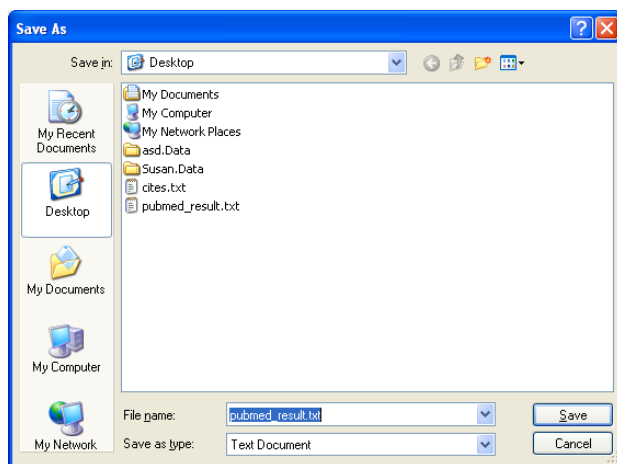 Save As
Save in:
Desktop
My Recent
Documents
Desktop
My Documents
My Computer
My Network
My Documents
My Computer
My Network Places
asd.Data
Susan.Data
cites.txt
pubmed_result.txt
File name:
pubmed_result.txt
Save
Save as type:
Text Document
Cancel